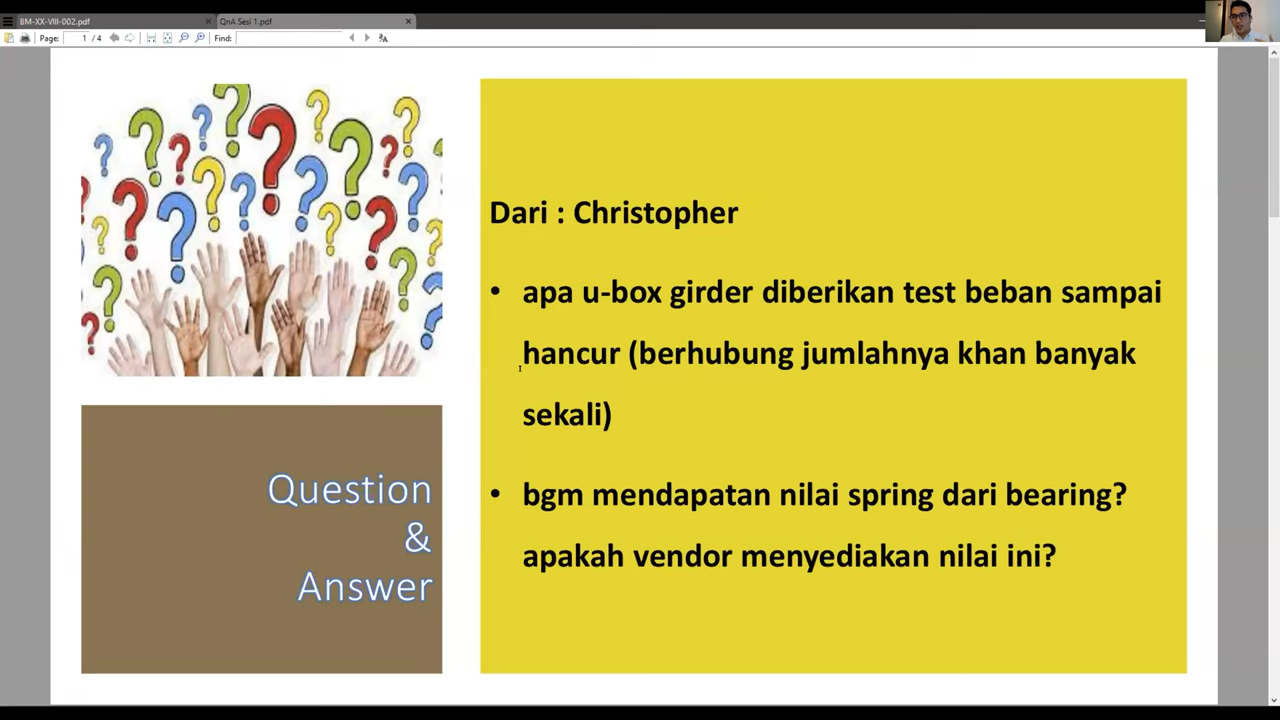 BM-XX-VIII-002.pdf
QnA Sesi 1.pdf
Page: 1 / 4
Find:
Dari : Christopher
• apa u-box girder diberikan test beban sampai
hancur (berhubung jumlahnya khan banyak
sekali)
• bgm mendapatan nilai spring dari bearing?
apakah vendor menyediakan nilai ini?
Question
&
Answer